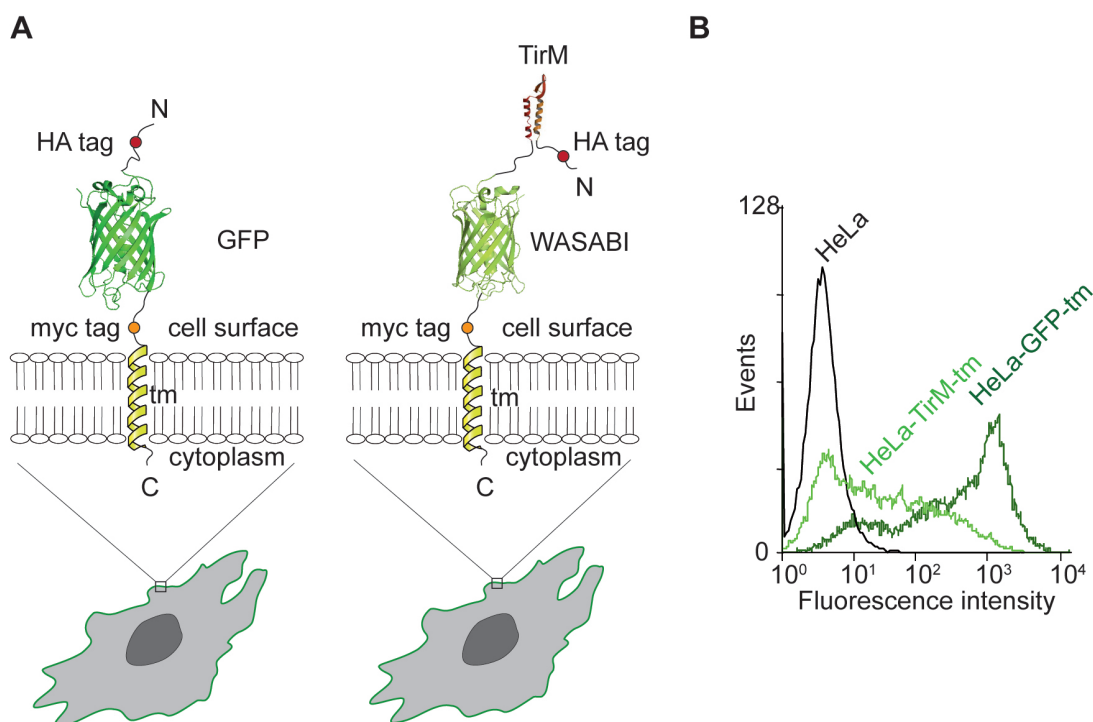 A
N
HA tag
GFP
myc tag
cell surface
tm
cytoplasm
C
TirM
HA tag
N
WASABI
myc tag
cell surface
tm
cytoplasm
C
B
128
Events
0
HeLa
HeLa-TirM-tm
HeLa-GFP-tm
10⁰ 10¹ 10² 10³ 10⁴
Fluorescence intensity